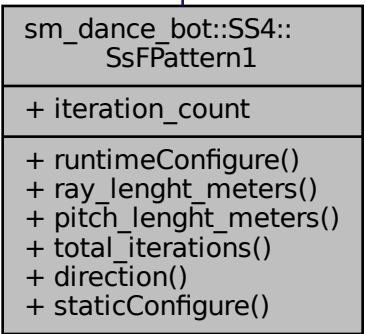 sm_dance_bot::SS4::
SsFPattern1
+ iteration_count
+ runtimeConfigure()
+ ray_lenght_meters()
+ pitch_lenght_meters()
+ total_iterations()
+ direction()
+ staticConfigure()